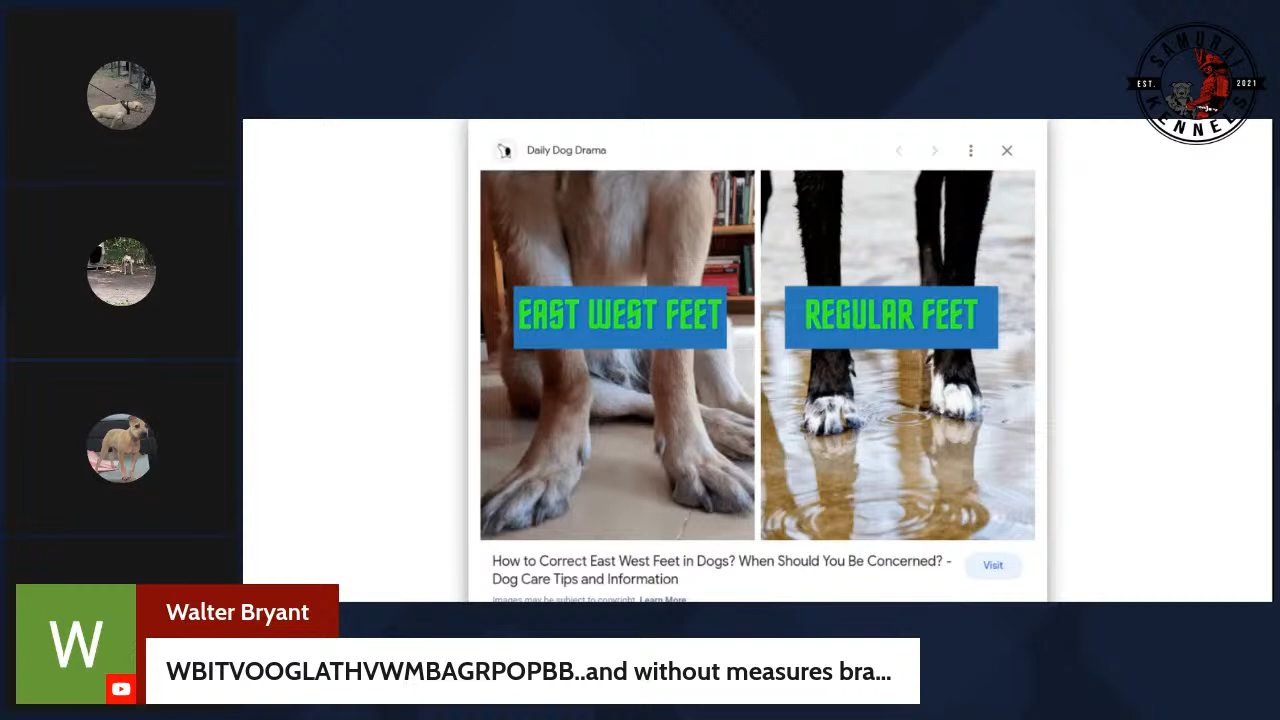 SAMURAI
EST. 2021
KENNELS
Daily Dog Drama
EAST WEST FEET
REGULAR FEET
How to Correct East West Feet in Dogs? When Should You Be Concerned? -
Dog Care Tips and Information
Visit
Images may be subject to copyright. Learn More
W
Walter Bryant
WBITVOOGLATHVWMBAGRPOPBB..and without measures bra...